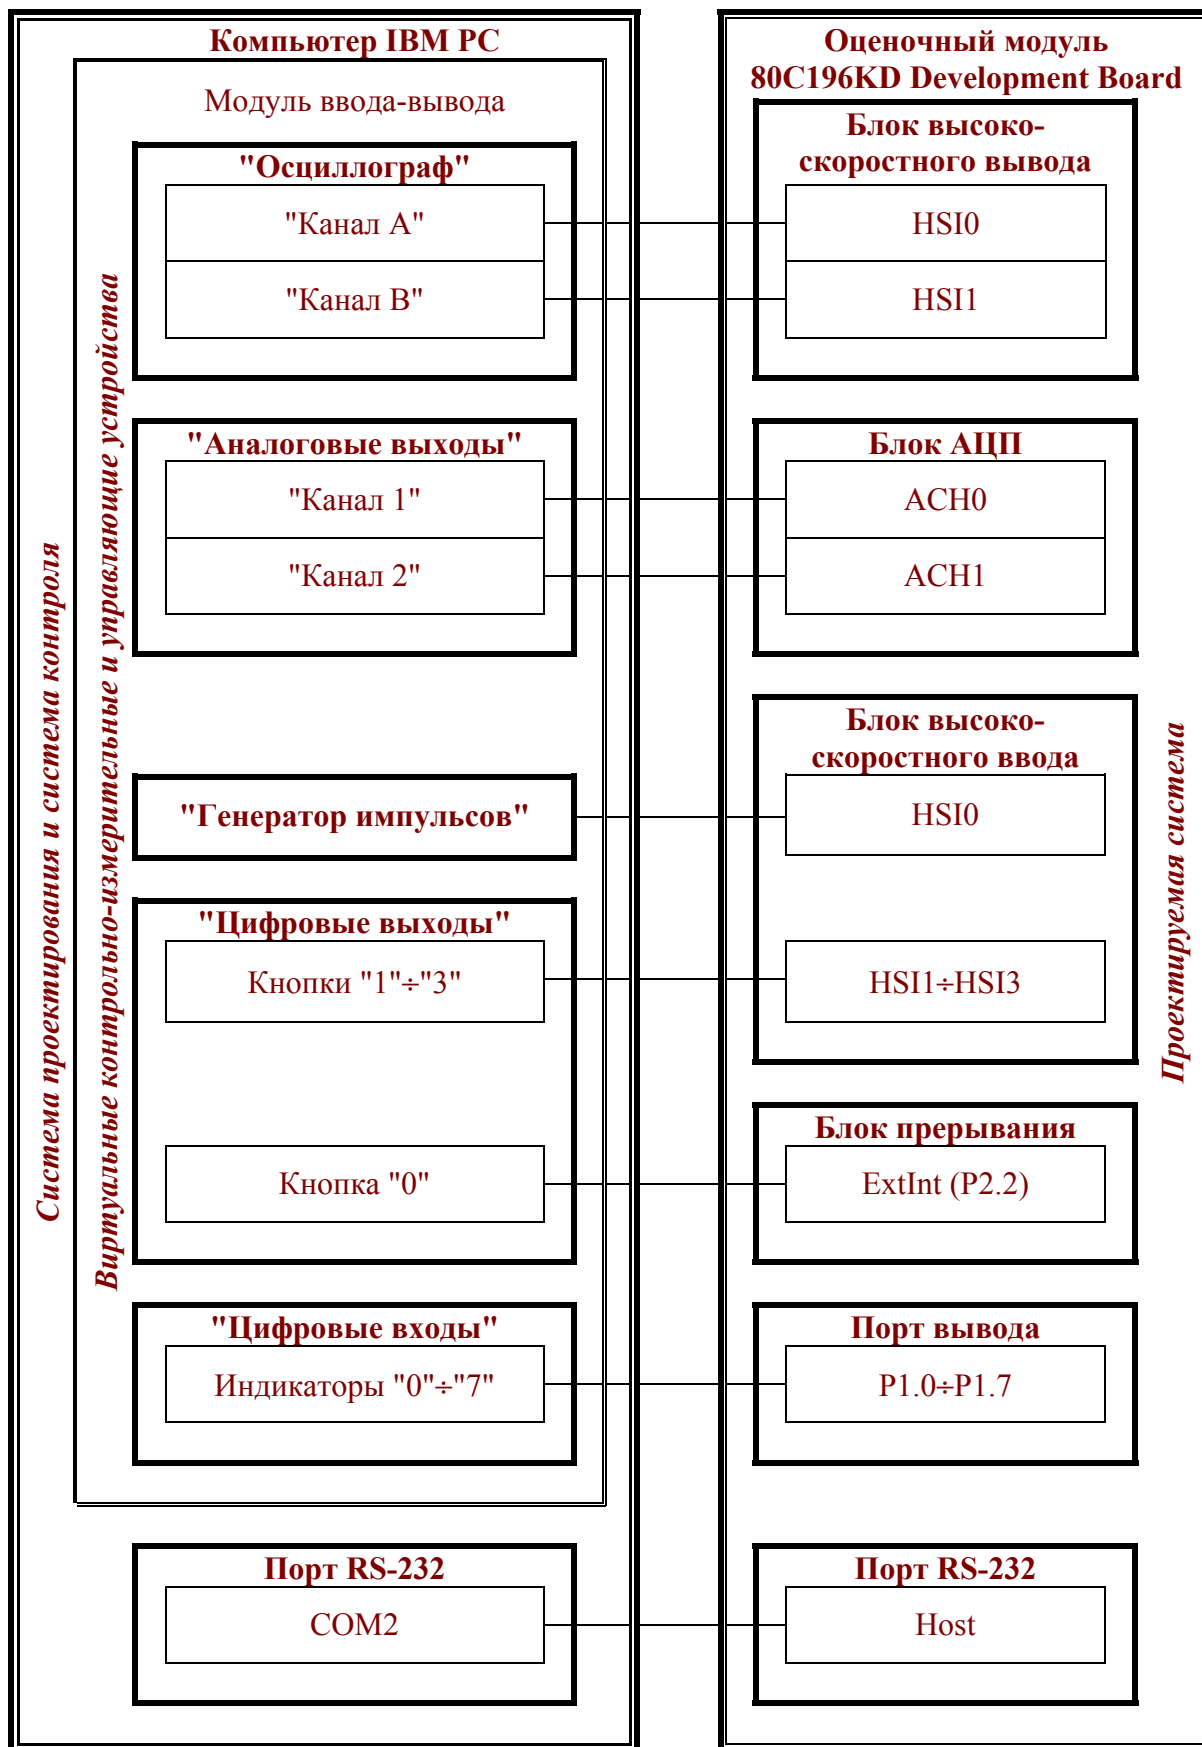 Компьютер IBM PC
Модуль ввода-вывода
"Осциллограф"
"Канал A"
"Канал B"
"Аналоговые выходы"
"Канал 1"
"Канал 2"
"Генератор импульсов"
"Цифровые выходы"
Кнопки "1"÷"3"
Кнопка "0"
"Цифровые входы"
Индикаторы "0"÷"7"
Порт RS-232
COM2
Система проектирования и система контроля
Виртуальные контрольно-измерительные и управляющие устройства
Оценочный модуль
80C196KD Development Board
Блок высоко-
скоростного вывода
HSI0
HSI1
Блок АЦП
ACH0
ACH1
Блок высоко-
скоростного ввода
HSI0
HSI1÷HSI3
Блок прерывания
ExtInt (P2.2)
Порт вывода
P1.0÷P1.7
Порт RS-232
Host
Проектируемая система